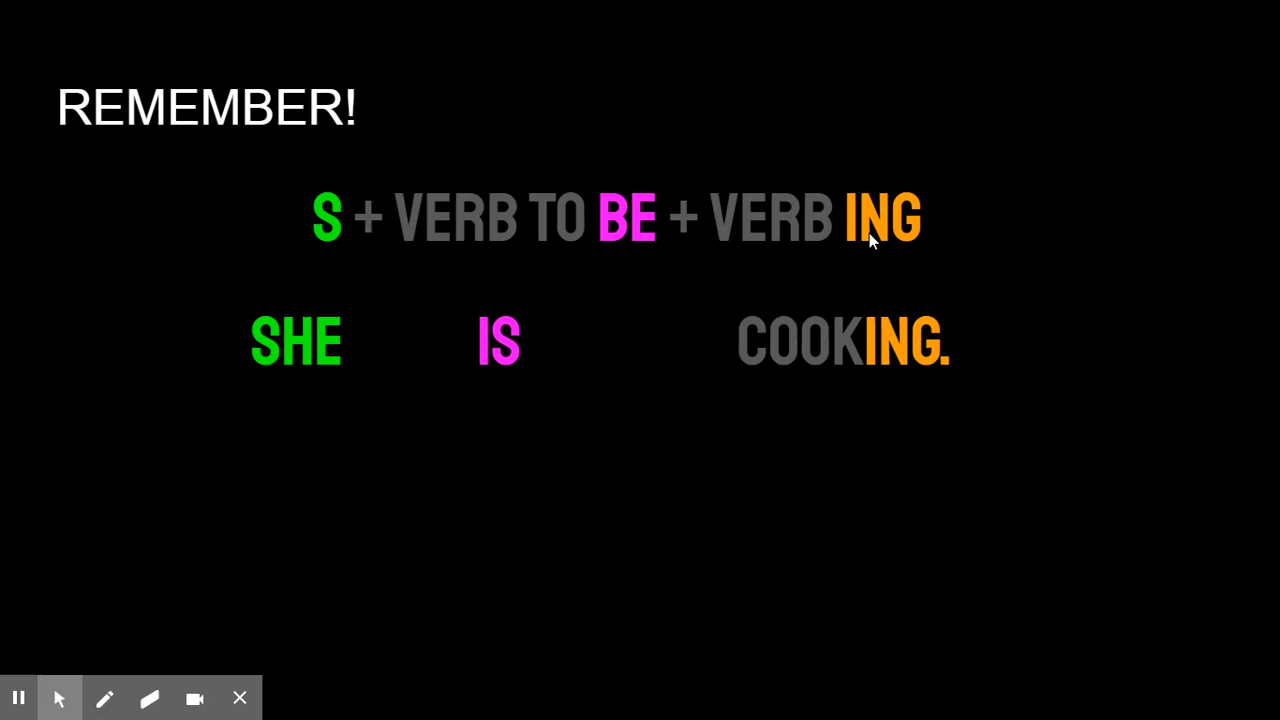 REMEMBER!
S + VERB TO BE + VERB ING
SHE IS COOKING.